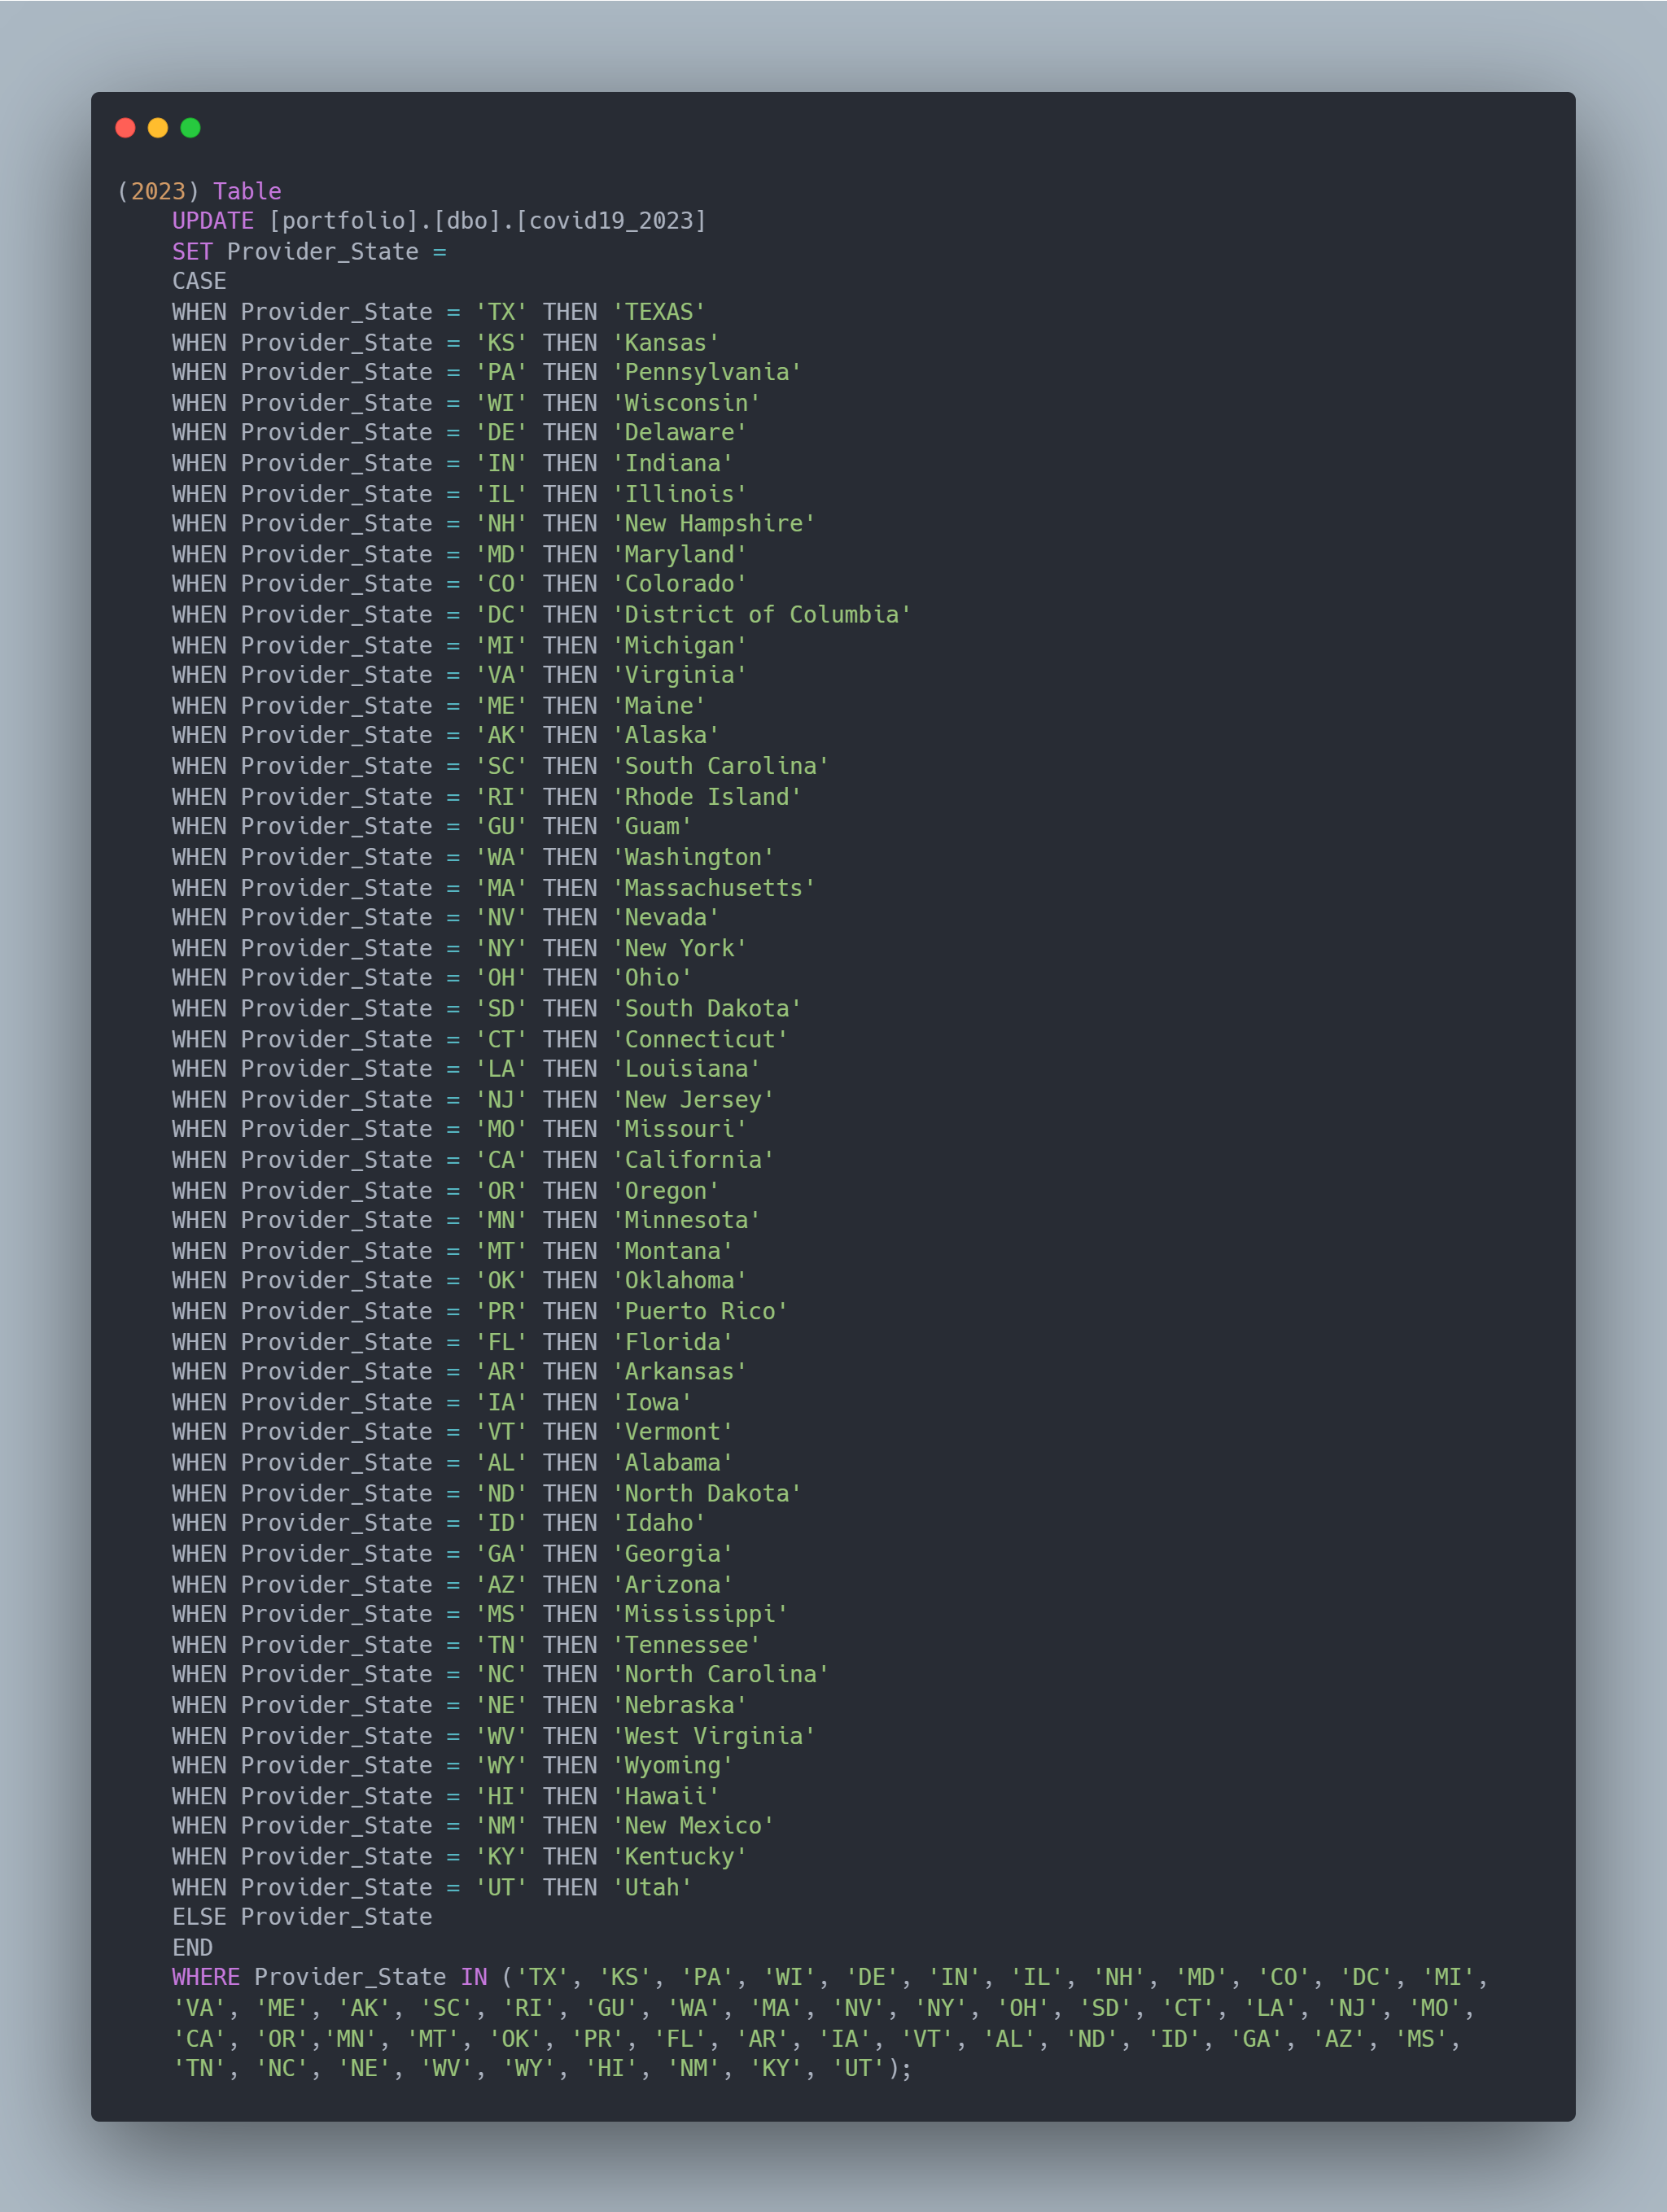 (2023) Table
UPDATE [portfolio].[dbo].[covid19_2023]
SET Provider_State =
CASE
WHEN Provider_State = 'TX' THEN 'TEXAS'
WHEN Provider_State = 'KS' THEN 'Kansas'
WHEN Provider_State = 'PA' THEN 'Pennsylvania'
WHEN Provider_State = 'WI' THEN 'Wisconsin'
WHEN Provider_State = 'DE' THEN 'Delaware'
WHEN Provider_State = 'IN' THEN 'Indiana'
WHEN Provider_State = 'IL' THEN 'Illinois'
WHEN Provider_State = 'NH' THEN 'New Hampshire'
WHEN Provider_State = 'MD' THEN 'Maryland'
WHEN Provider_State = 'CO' THEN 'Colorado'
WHEN Provider_State = 'DC' THEN 'District of Columbia'
WHEN Provider_State = 'MI' THEN 'Michigan'
WHEN Provider_State = 'VA' THEN 'Virginia'
WHEN Provider_State = 'ME' THEN 'Maine'
WHEN Provider_State = 'AK' THEN 'Alaska'
WHEN Provider_State = 'SC' THEN 'South Carolina'
WHEN Provider_State = 'RI' THEN 'Rhode Island'
WHEN Provider_State = 'GU' THEN 'Guam'
WHEN Provider_State = 'WA' THEN 'Washington'
WHEN Provider_State = 'MA' THEN 'Massachusetts'
WHEN Provider_State = 'NV' THEN 'Nevada'
WHEN Provider_State = 'NY' THEN 'New York'
WHEN Provider_State = 'OH' THEN 'Ohio'
WHEN Provider_State = 'SD' THEN 'South Dakota'
WHEN Provider_State = 'CT' THEN 'Connecticut'
WHEN Provider_State = 'LA' THEN 'Louisiana'
WHEN Provider_State = 'NJ' THEN 'New Jersey'
WHEN Provider_State = 'MO' THEN 'Missouri'
WHEN Provider_State = 'CA' THEN 'California'
WHEN Provider_State = 'OR' THEN 'Oregon'
WHEN Provider_State = 'MN' THEN 'Minnesota'
WHEN Provider_State = 'MT' THEN 'Montana'
WHEN Provider_State = 'OK' THEN 'Oklahoma'
WHEN Provider_State = 'PR' THEN 'Puerto Rico'
WHEN Provider_State = 'FL' THEN 'Florida'
WHEN Provider_State = 'AR' THEN 'Arkansas'
WHEN Provider_State = 'IA' THEN 'Iowa'
WHEN Provider_State = 'VT' THEN 'Vermont'
WHEN Provider_State = 'AL' THEN 'Alabama'
WHEN Provider_State = 'ND' THEN 'North Dakota'
WHEN Provider_State = 'ID' THEN 'Idaho'
WHEN Provider_State = 'GA' THEN 'Georgia'
WHEN Provider_State = 'AZ' THEN 'Arizona'
WHEN Provider_State = 'MS' THEN 'Mississippi'
WHEN Provider_State = 'TN' THEN 'Tennessee'
WHEN Provider_State = 'NC' THEN 'North Carolina'
WHEN Provider_State = 'NE' THEN 'Nebraska'
WHEN Provider_State = 'WV' THEN 'West Virginia'
WHEN Provider_State = 'WY' THEN 'Wyoming'
WHEN Provider_State = 'HI' THEN 'Hawaii'
WHEN Provider_State = 'NM' THEN 'New Mexico'
WHEN Provider_State = 'KY' THEN 'Kentucky'
WHEN Provider_State = 'UT' THEN 'Utah'
ELSE Provider_State
END
WHERE Provider_State IN ('TX', 'KS', 'PA', 'WI', 'DE', 'IN', 'IL', 'NH', 'MD', 'CO', 'DC', 'MI',
'VA', 'ME', 'AK', 'SC', 'RI', 'GU', 'WA', 'MA', 'NV', 'NY', 'OH', 'SD', 'CT', 'LA', 'NJ', 'MO',
'CA', 'OR','MN', 'MT', 'OK', 'PR', 'FL', 'AR', 'IA', 'VT', 'AL', 'ND', 'ID', 'GA', 'AZ', 'MS',
'TN', 'NC', 'NE', 'WV', 'WY', 'HI', 'NM', 'KY', 'UT');